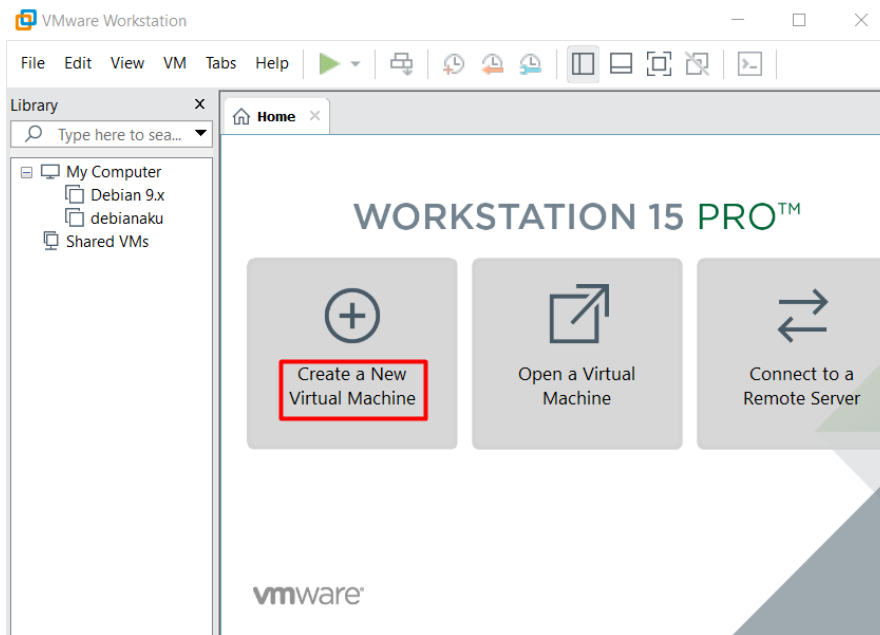 VMware Workstation
File Edit View VM Tabs Help
Library
Type here to sea...
My Computer
Debian 9.x
debianaku
Shared VMs
Home
WORKSTATION 15 PRO™
Create a New
Virtual Machine
Open a Virtual
Machine
Connect to a
Remote Server
vmware®